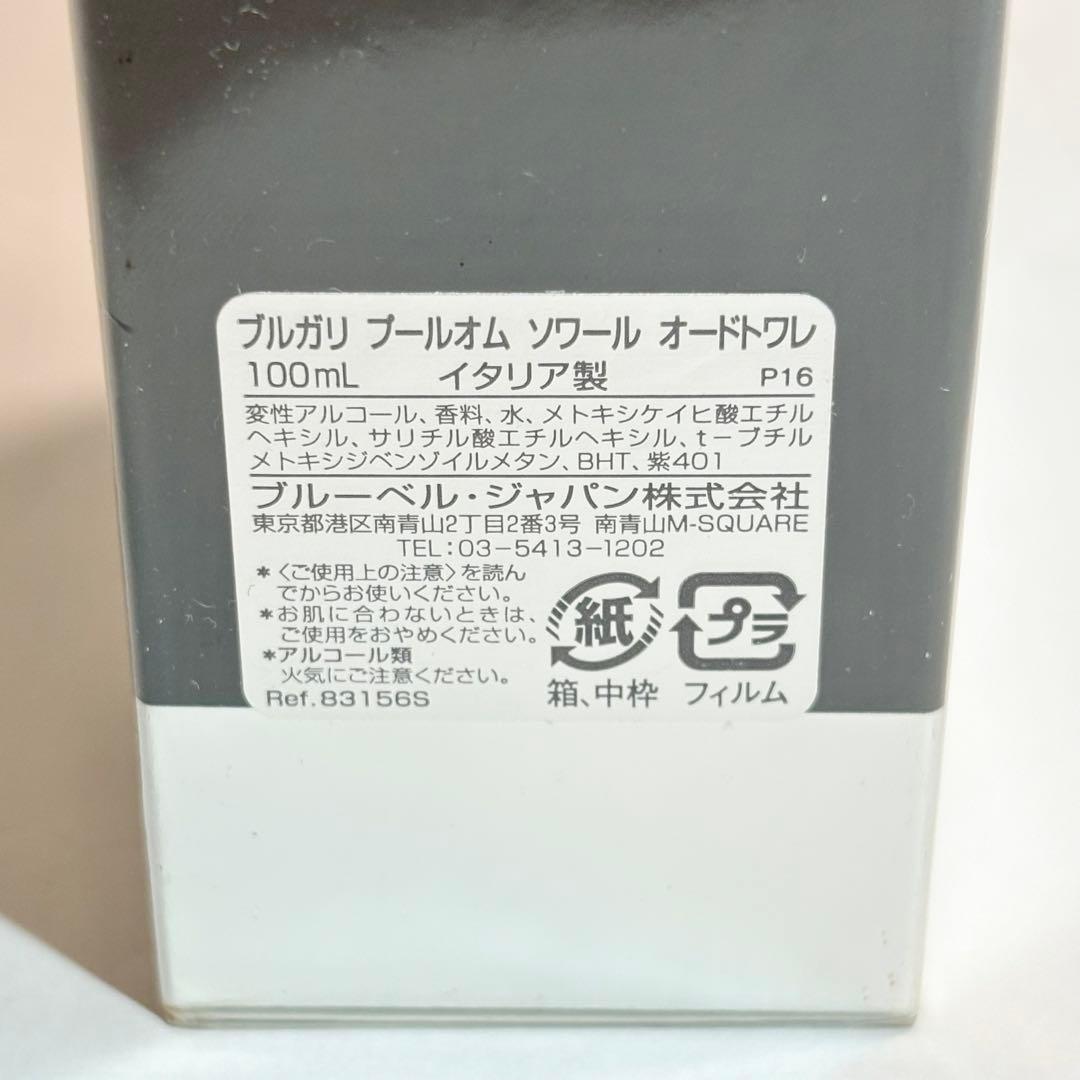 ブルガリ プールオム ソワール オードトワレ
100mL イタリア製 P16
変性アルコール、香料、水、メトキシケイヒ酸エチル
ヘキシル、サリチル酸エチルヘキシル、t－ブチル
メトキシジベンゾイルメタン、BHT、紫401
ブルーベル・ジャパン株式会社
東京都港区南青山2丁目2番3号 南青山M-SQUARE
TEL:03-5413-1202
*〈ご使用上の注意〉を読ん
でからお使いください。
*お肌に合わないときは、
ご使用をおやめください。
*アルコール類
火気にご注意ください。
Ref.83156S
紙 プラ
箱、中枠 フィルム